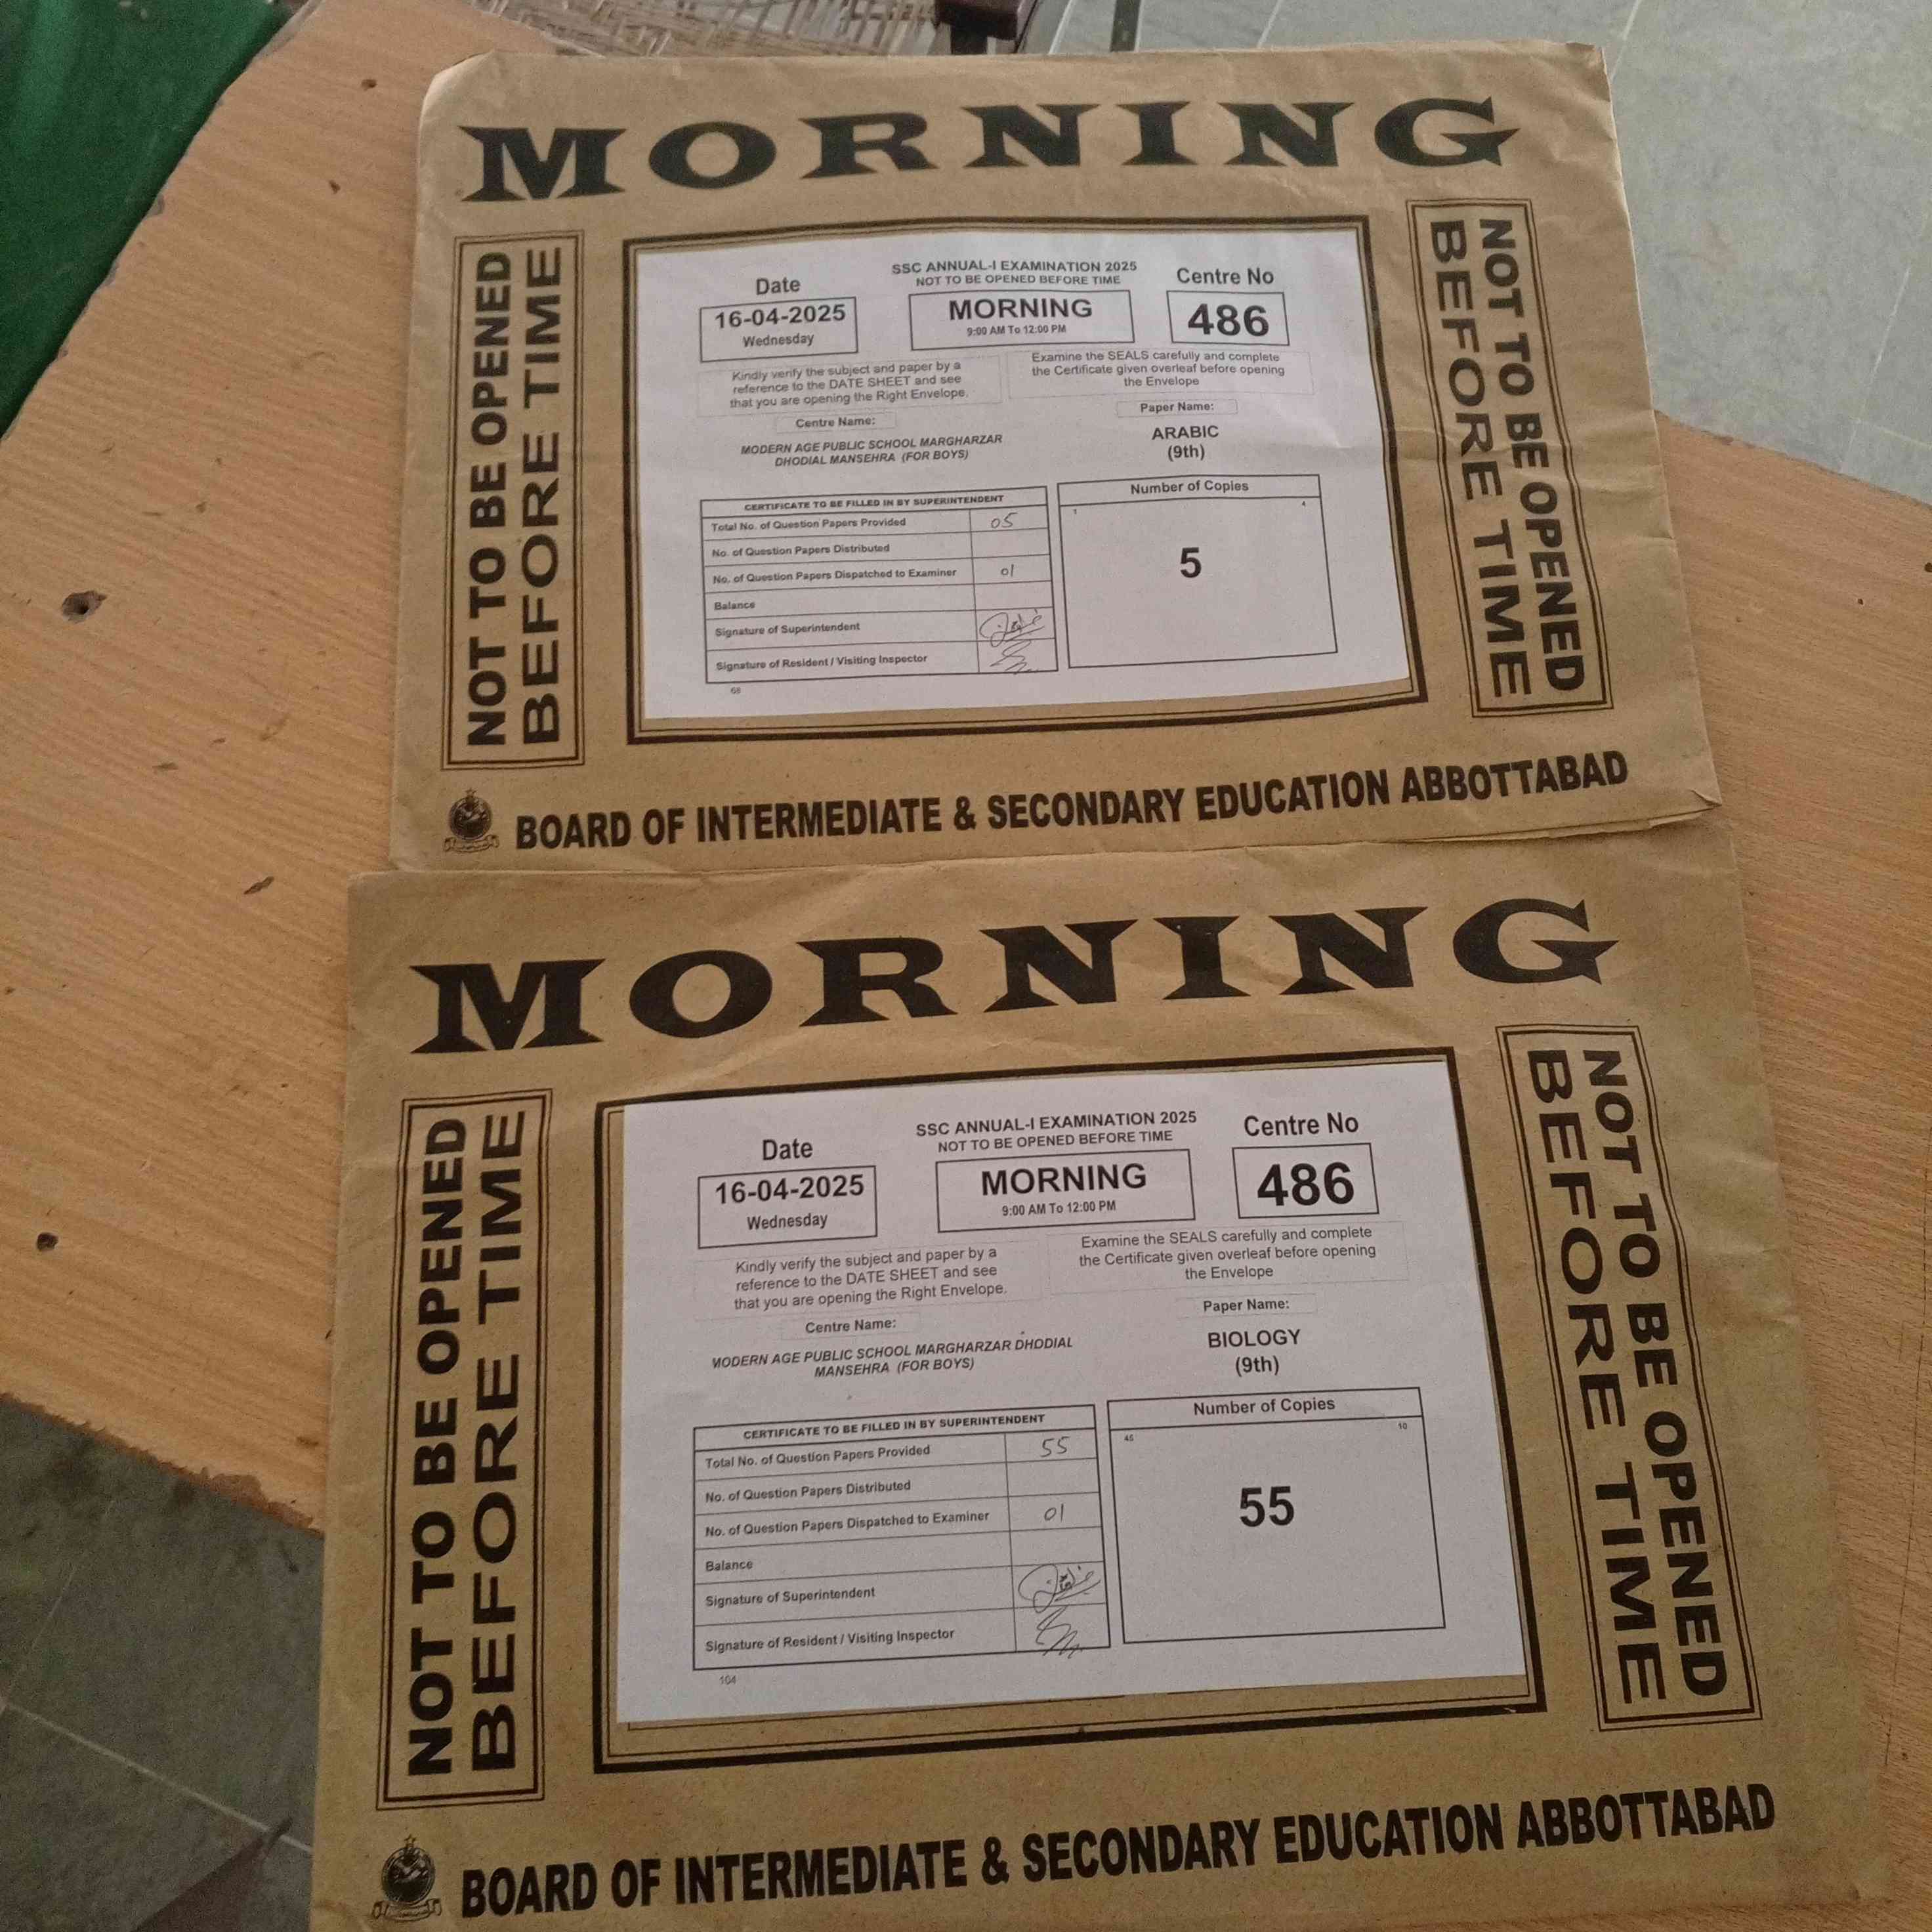 MORNING
NOT TO BE OPENED
BEFORE TIME
SSC ANNUAL-I EXAMINATION 2025
NOT TO BE OPENED BEFORE TIME
Date
16-04-2025
Wednesday
MORNING
9:00 AM To 12:00 PM
Centre No
486
Kindly verify the subject and paper by a
reference to the DATE SHEET and see
that you are opening the Right Envelope.
Examine the SEALS carefully and complete
the Certificate given overleaf before opening
the Envelope
Centre Name:
MODERN AGE PUBLIC SCHOOL MARGHARZAR
DHODIAL MANSEHRA (FOR BOYS)
Paper Name:
ARABIC
(9th)
CERTIFICATE TO BE FILLED IN BY SUPERINTENDENT
Total No. of Question Papers Provided 05
No. of Question Papers Distributed
No. of Question Papers Dispatched to Examiner 01
Balance
Signature of Superintendent
Signature of Resident / Visiting Inspector
68
Number of Copies
1 4
5
NOT TO BE OPENED
BEFORE TIME
BOARD OF INTERMEDIATE & SECONDARY EDUCATION ABBOTTABAD
MORNING
NOT TO BE OPENED
BEFORE TIME
SSC ANNUAL-I EXAMINATION 2025
NOT TO BE OPENED BEFORE TIME
Date
16-04-2025
Wednesday
MORNING
9:00 AM To 12:00 PM
Centre No
486
Kindly verify the subject and paper by a
reference to the DATE SHEET and see
that you are opening the Right Envelope.
Examine the SEALS carefully and complete
the Certificate given overleaf before opening
the Envelope
Centre Name:
MODERN AGE PUBLIC SCHOOL MARGHARZAR DHODIAL
MANSEHRA (FOR BOYS)
Paper Name:
BIOLOGY
(9th)
CERTIFICATE TO BE FILLED IN BY SUPERINTENDENT
Total No. of Question Papers Provided 55
No. of Question Papers Distributed
No. of Question Papers Dispatched to Examiner 01
Balance
Signature of Superintendent
Signature of Resident / Visiting Inspector
104
Number of Copies
45 10
55
NOT TO BE OPENED
BEFORE TIME
BOARD OF INTERMEDIATE & SECONDARY EDUCATION ABBOTTABAD